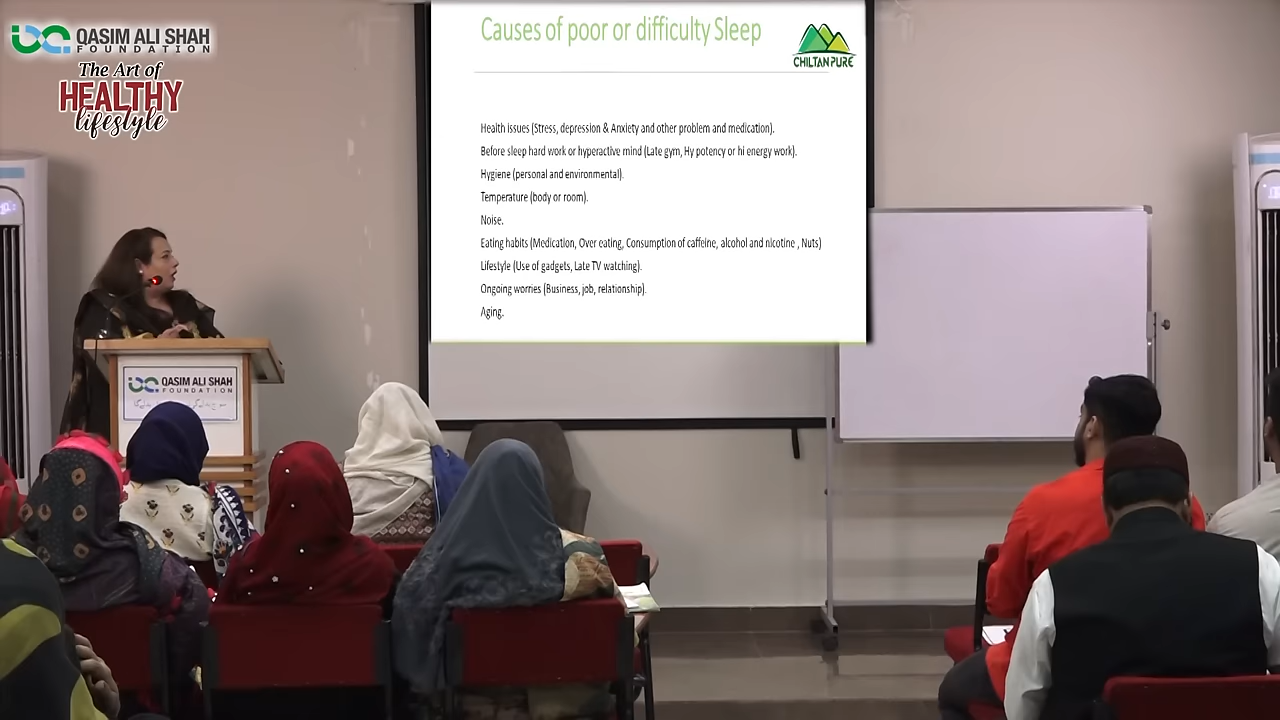 QASIM ALI SHAH
FOUNDATION
The Art of
HEALTHY
lifestyle
Causes of poor or difficulty Sleep
CHILTAN PURE
Health issues (Stress, depression & Anxiety and other problem and medication).
Before sleep hard work or hyperactive mind (Late gym, Hy potency or hi energy work).
Hygiene (personal and environmental).
Temperature (body or room).
Noise.
Eating habits (Medication, Over eating, Consumption of caffeine, alcohol and nicotine , Nuts)
Lifestyle (Use of gadgets, Late TV watching).
Ongoing worries (Business, job, relationship).
Aging.
QASIM ALI SHAH
FOUNDATION